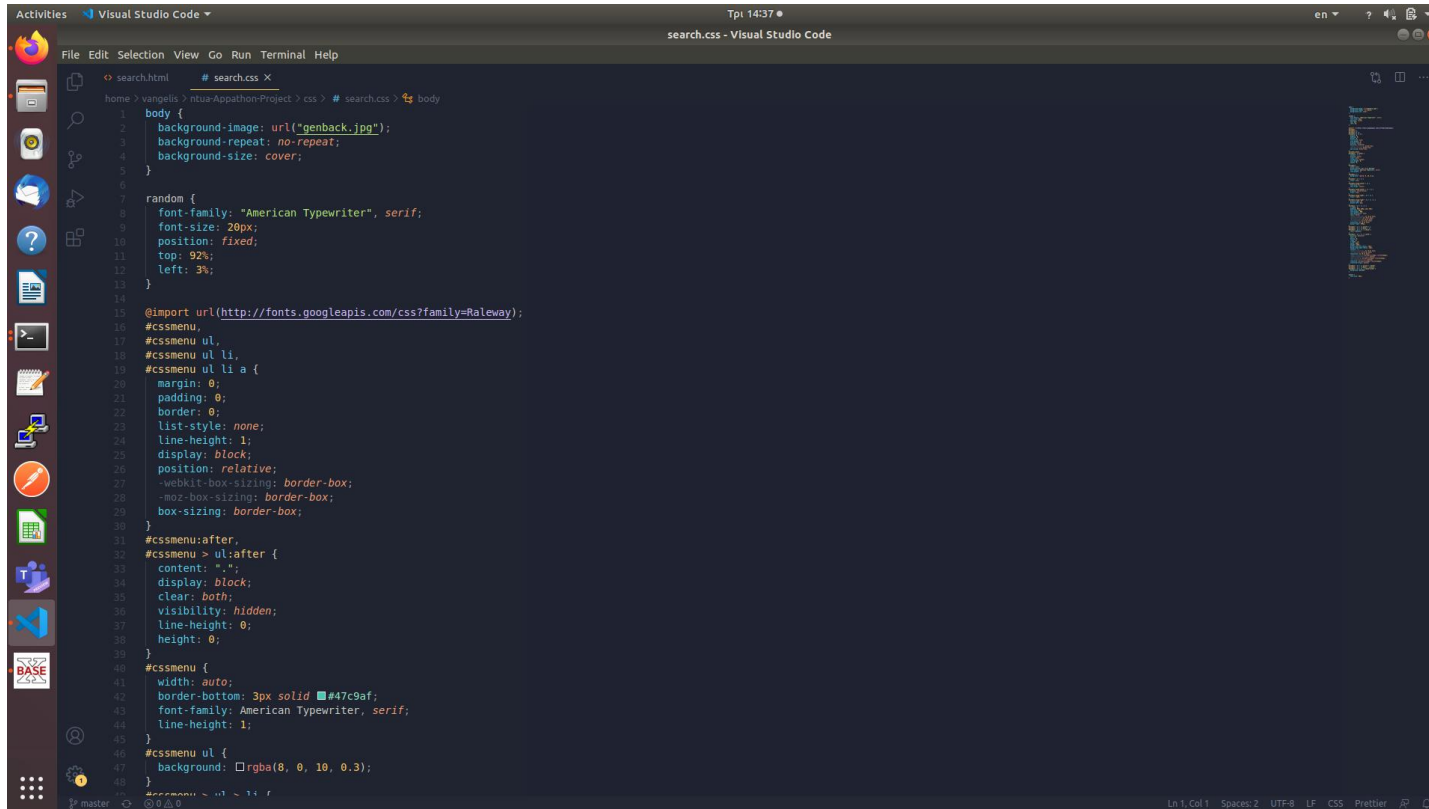 Activities Visual Studio Code Τρι 14:37 en
search.css - Visual Studio Code
File Edit Selection View Go Run Terminal Help
search.html # search.css
home > vangelis > ntua-Appathon-Project > css > # search.css > body
1 body {
2 background-image: url("genback.jpg");
3 background-repeat: no-repeat;
4 background-size: cover;
5 }
6
7 random {
8 font-family: "American Typewriter", serif;
9 font-size: 20px;
10 position: fixed;
11 top: 92%;
12 left: 3%;
13 }
14
15 @import url(http://fonts.googleapis.com/css?family=Raleway);
16 #cssmenu,
17 #cssmenu ul,
18 #cssmenu ul li,
19 #cssmenu ul li a {
20 margin: 0;
21 padding: 0;
22 border: 0;
23 list-style: none;
24 line-height: 1;
25 display: block;
26 position: relative;
27 -webkit-box-sizing: border-box;
28 -moz-box-sizing: border-box;
29 box-sizing: border-box;
30 }
31 #cssmenu:after,
32 #cssmenu > ul:after {
33 content: ".";
34 display: block;
35 clear: both;
36 visibility: hidden;
37 line-height: 0;
38 height: 0;
39 }
40 #cssmenu {
41 width: auto;
42 border-bottom: 3px solid #47c9af;
43 font-family: American Typewriter, serif;
44 line-height: 1;
45 }
46 #cssmenu ul {
47 background: rgba(8, 0, 10, 0.3);
48 }
49 #cssmenu > ul > li {
BASE
1
master 0 0 Ln 1, Col 1 Spaces: 2 UTF-8 LF CSS Prettier